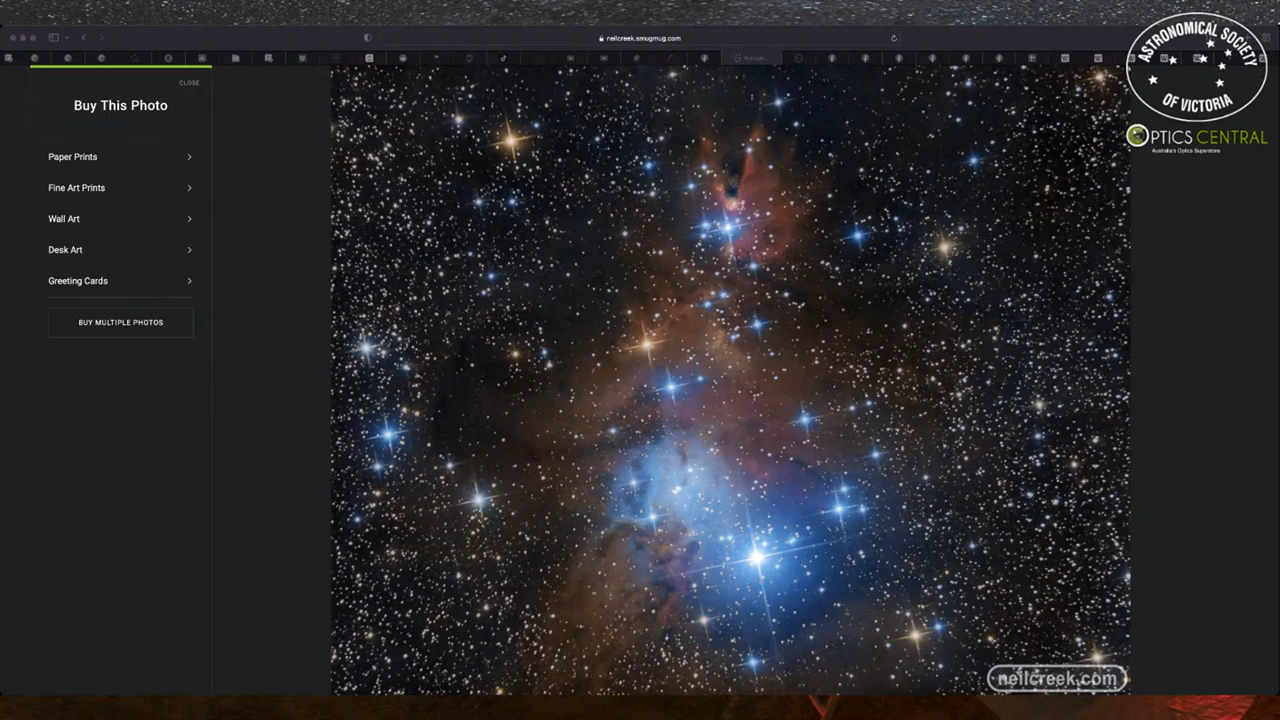 neilcreek.smugmug.com
CLOSE
Buy This Photo
Paper Prints
Fine Art Prints
Wall Art
Desk Art
Greeting Cards
BUY MULTIPLE PHOTOS
ASTRONOMICAL SOCIETY
OF VICTORIA
OPTICS CENTRAL
Australia's Optics Superstore
neilcreek.com